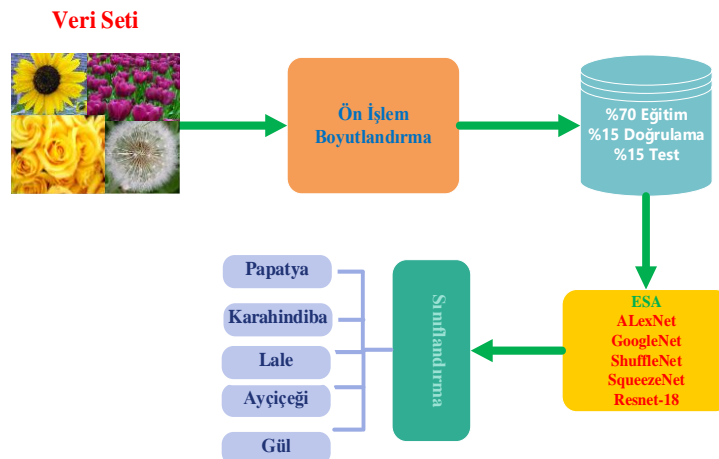 Veri Seti
Ön İşlem
Boyutlandırma
%70 Eğitim
%15 Doğrulama
%15 Test
ESA
ALexNet
GoogleNet
ShuffleNet
SqueezeNet
Resnet-18
Sınıflandırma
Papatya
Karahindiba
Lale
Ayçiçeği
Gül